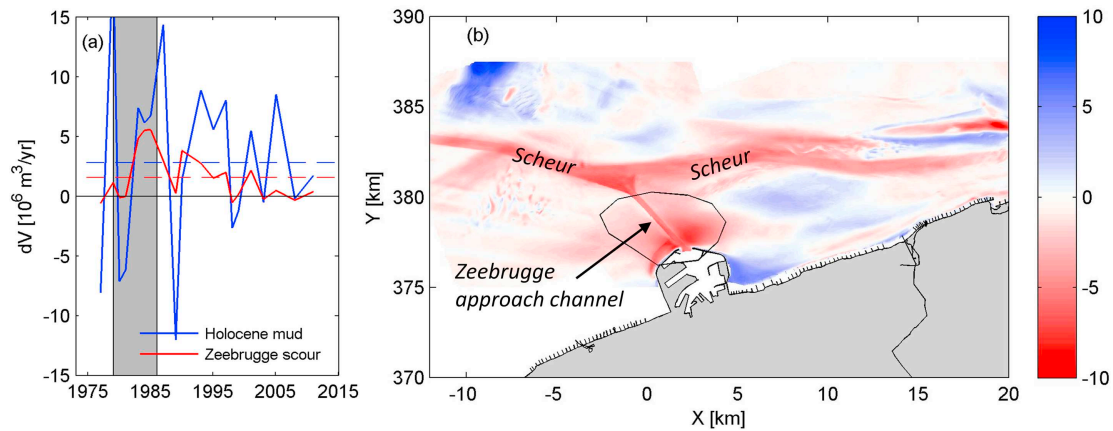 (a)
15
10
5
0
-5
-10
-15
dV [10⁶ m³/yr]
1975 1985 1995 2005 2015
Holocene mud
Zeebrugge scour
(b)
390
385
380
375
370
Y [km]
Scheur
Scheur
Zeebrugge
approach channel
-10 -5 0 5 10 15 20
X [km]
10
5
0
-5
-10